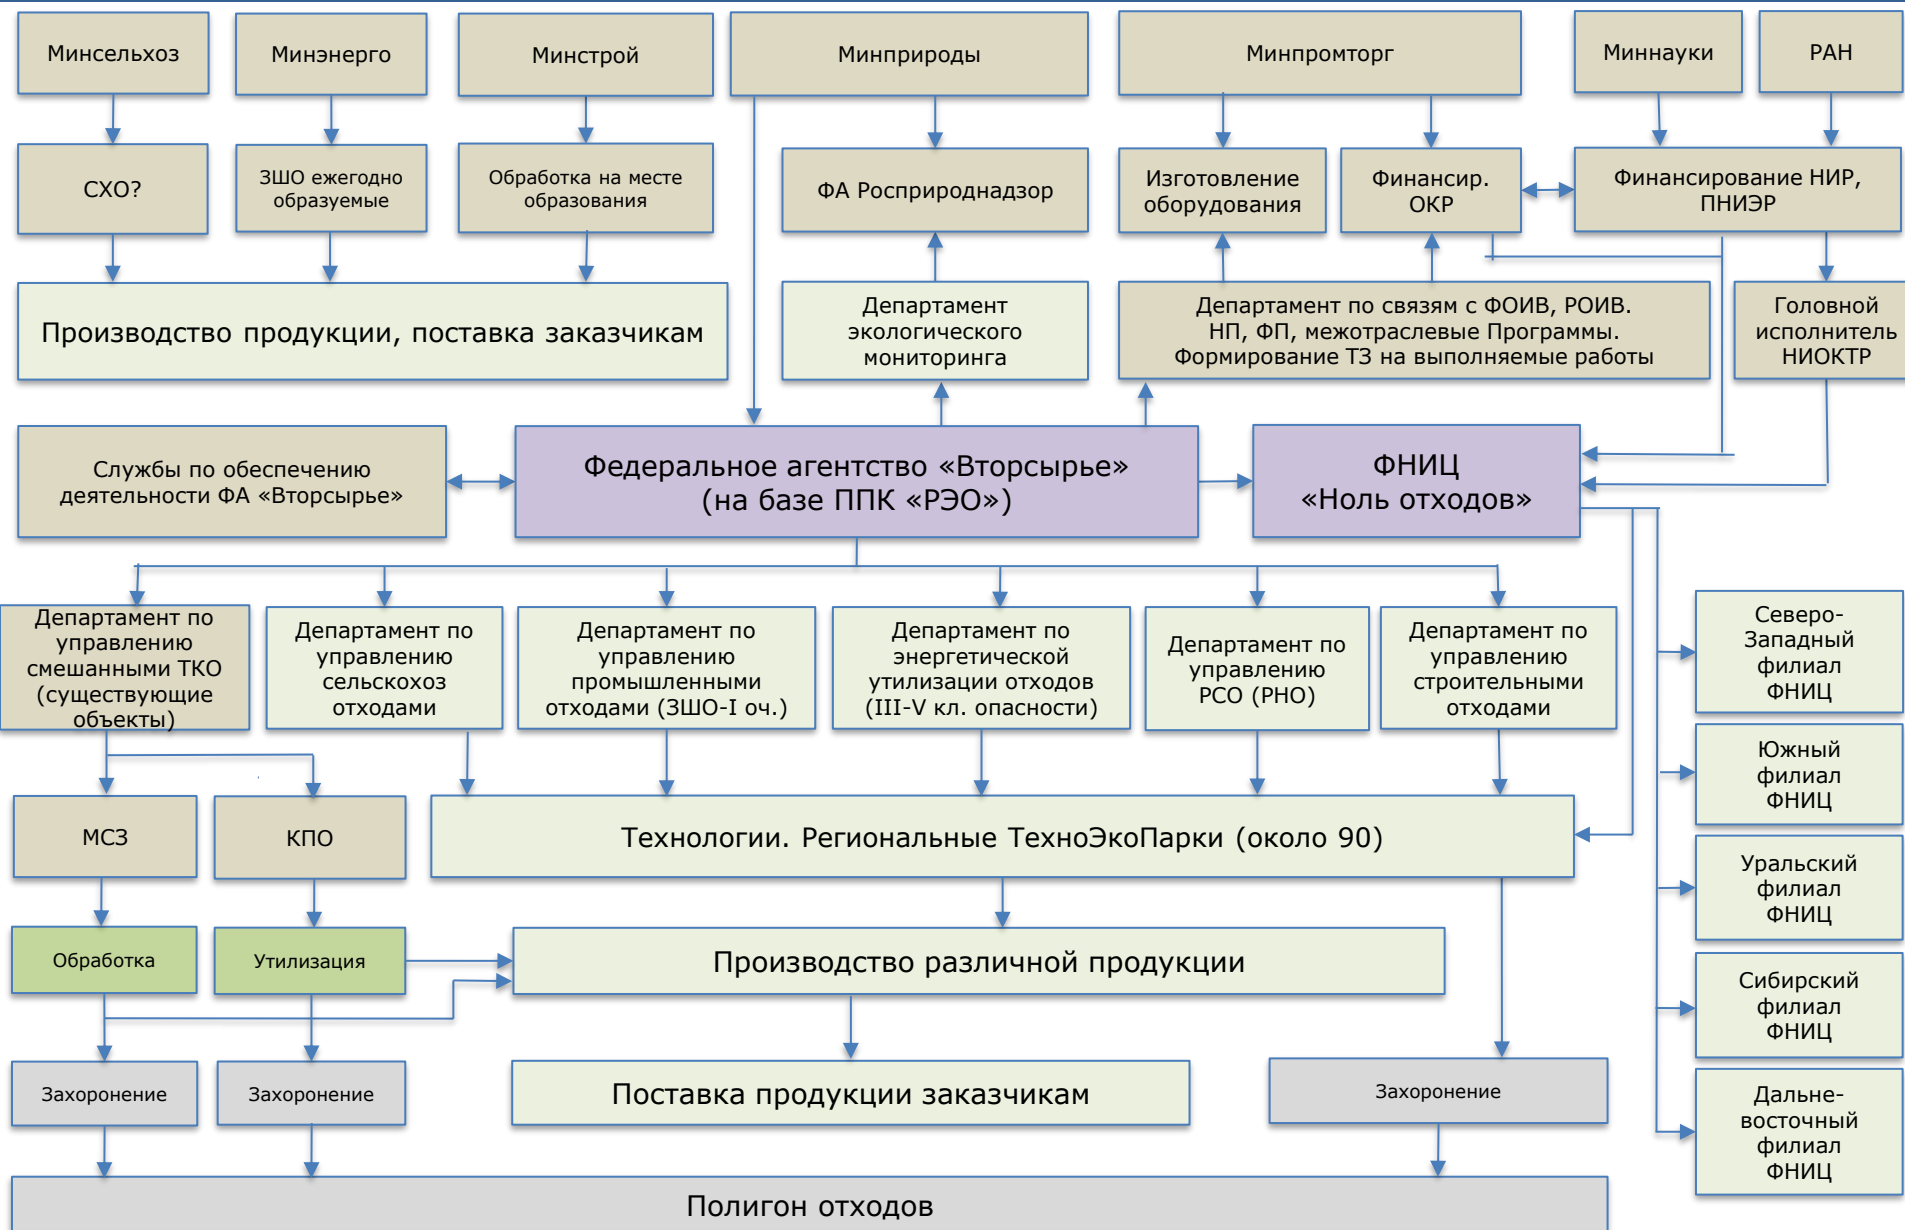 Минсельхоз
Минэнерго
Минстрой
Минприроды
Минпромторг
Миннауки
РАН
СХО?
ЗШО ежегодно
образуемые
Обработка на месте
образования
ФА Росприроднадзор
Изготовление
оборудования
Финансир.
ОКР
Финансирование НИР,
ПНИЭР
Производство продукции, поставка заказчикам
Департамент
экологического
мониторинга
Департамент по связям с ФОИВ, РОИВ.
НП, ФП, межотраслевые Программы.
Формирование ТЗ на выполняемые работы
Головной
исполнитель
НИОКТР
Службы по обеспечению
деятельности ФА «Вторсырье»
Федеральное агентство «Вторсырье»
(на базе ППК «РЭО»)
ФНИЦ
«Ноль отходов»
Департамент по
управлению
смешанными ТКО
(существующие
объекты)
Департамент по
управлению
сельскохоз
отходами
Департамент по
управлению
промышленными
отходами (ЗШО-I оч.)
Департамент по
энергетической
утилизации отходов
(III-V кл. опасности)
Департамент по
управлению
РСО (РНО)
Департамент по
управлению
строительными
отходами
Северо-
Западный
филиал
ФНИЦ
Южный
филиал
ФНИЦ
МСЗ
КПО
Технологии. Региональные ТехноЭкоПарки (около 90)
Уральский
филиал
ФНИЦ
Обработка
Утилизация
Производство различной продукции
Сибирский
филиал
ФНИЦ
Захоронение
Захоронение
Поставка продукции заказчикам
Захоронение
Дальне-
восточный
филиал
ФНИЦ
Полигон отходов